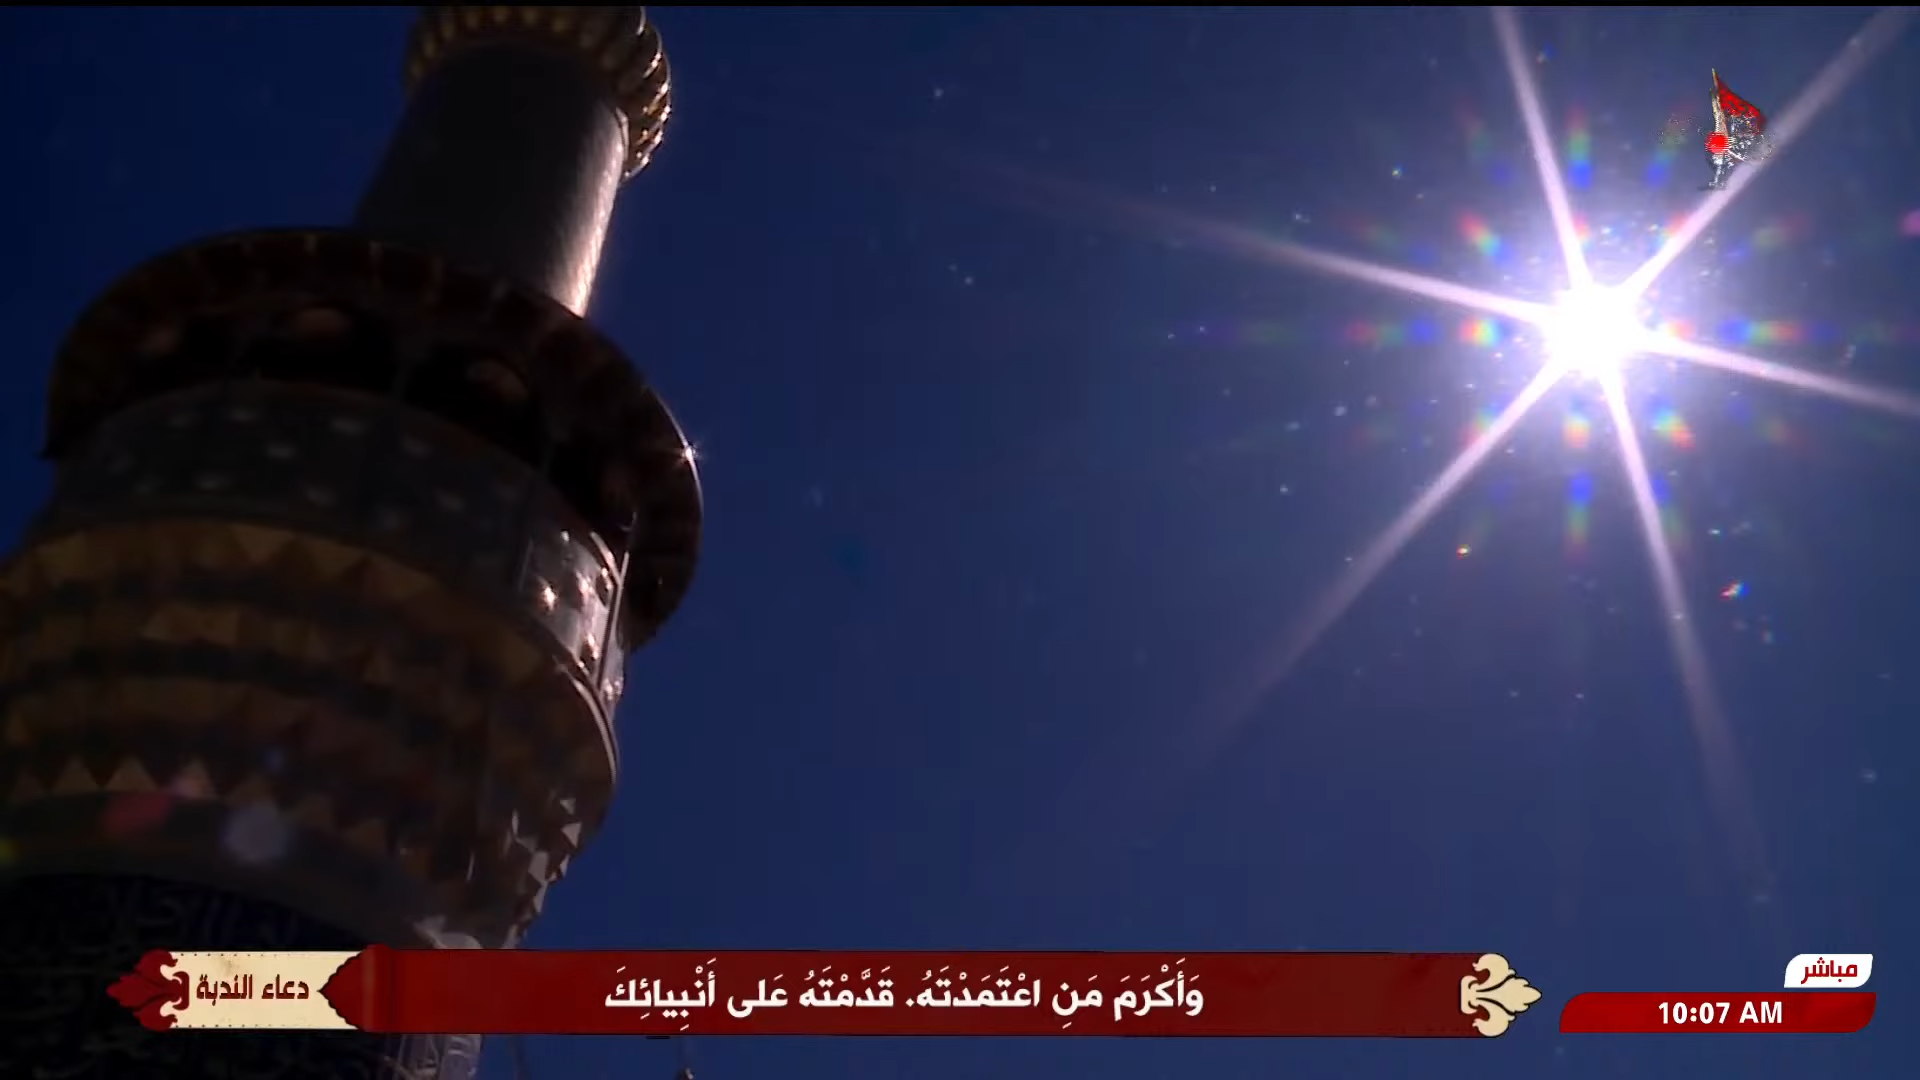 وَأَكْرَمَ مَنِ اعْتَمَدْتَهُ. قَدَّمْتَهُ عَلى أَنْبِيائِكَ
دعاء الندبة
مباشر
10:07 AM